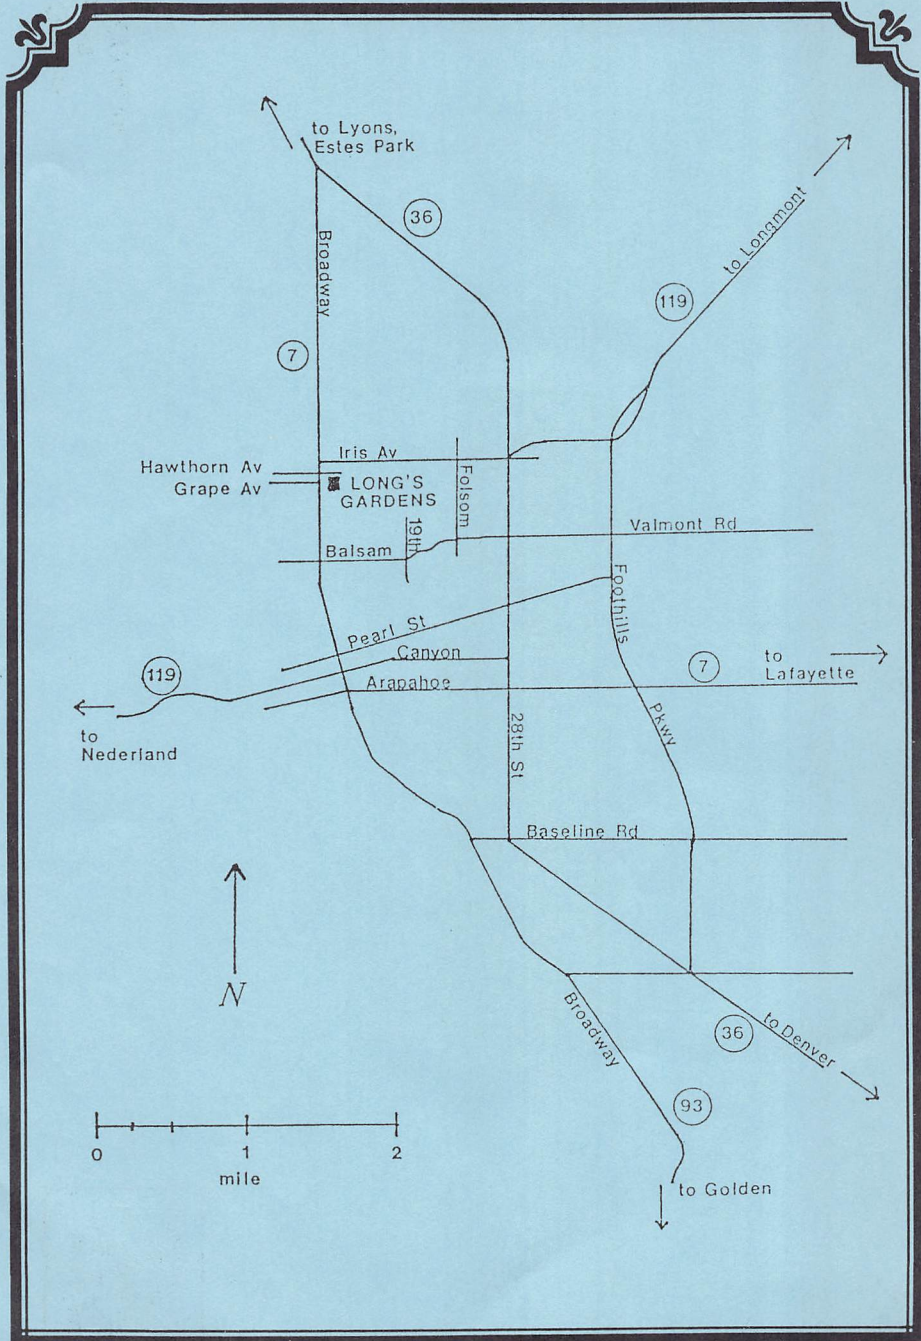 to Lyons,
Estes Park
36
Broadway
to Longmont
119
7
Iris Av
Hawthorn Av
Grape Av
LONG'S
GARDENS
Folsom
19th
Valmont Rd
Balsam
Foothills
Pearl St
Canyon
119
Arapahoe
7
to
Lafayette
to
Nederland
28th St
Pkwy
Baseline Rd
N
Broadway
36
to Denver
93
0 1 2
mile
to Golden